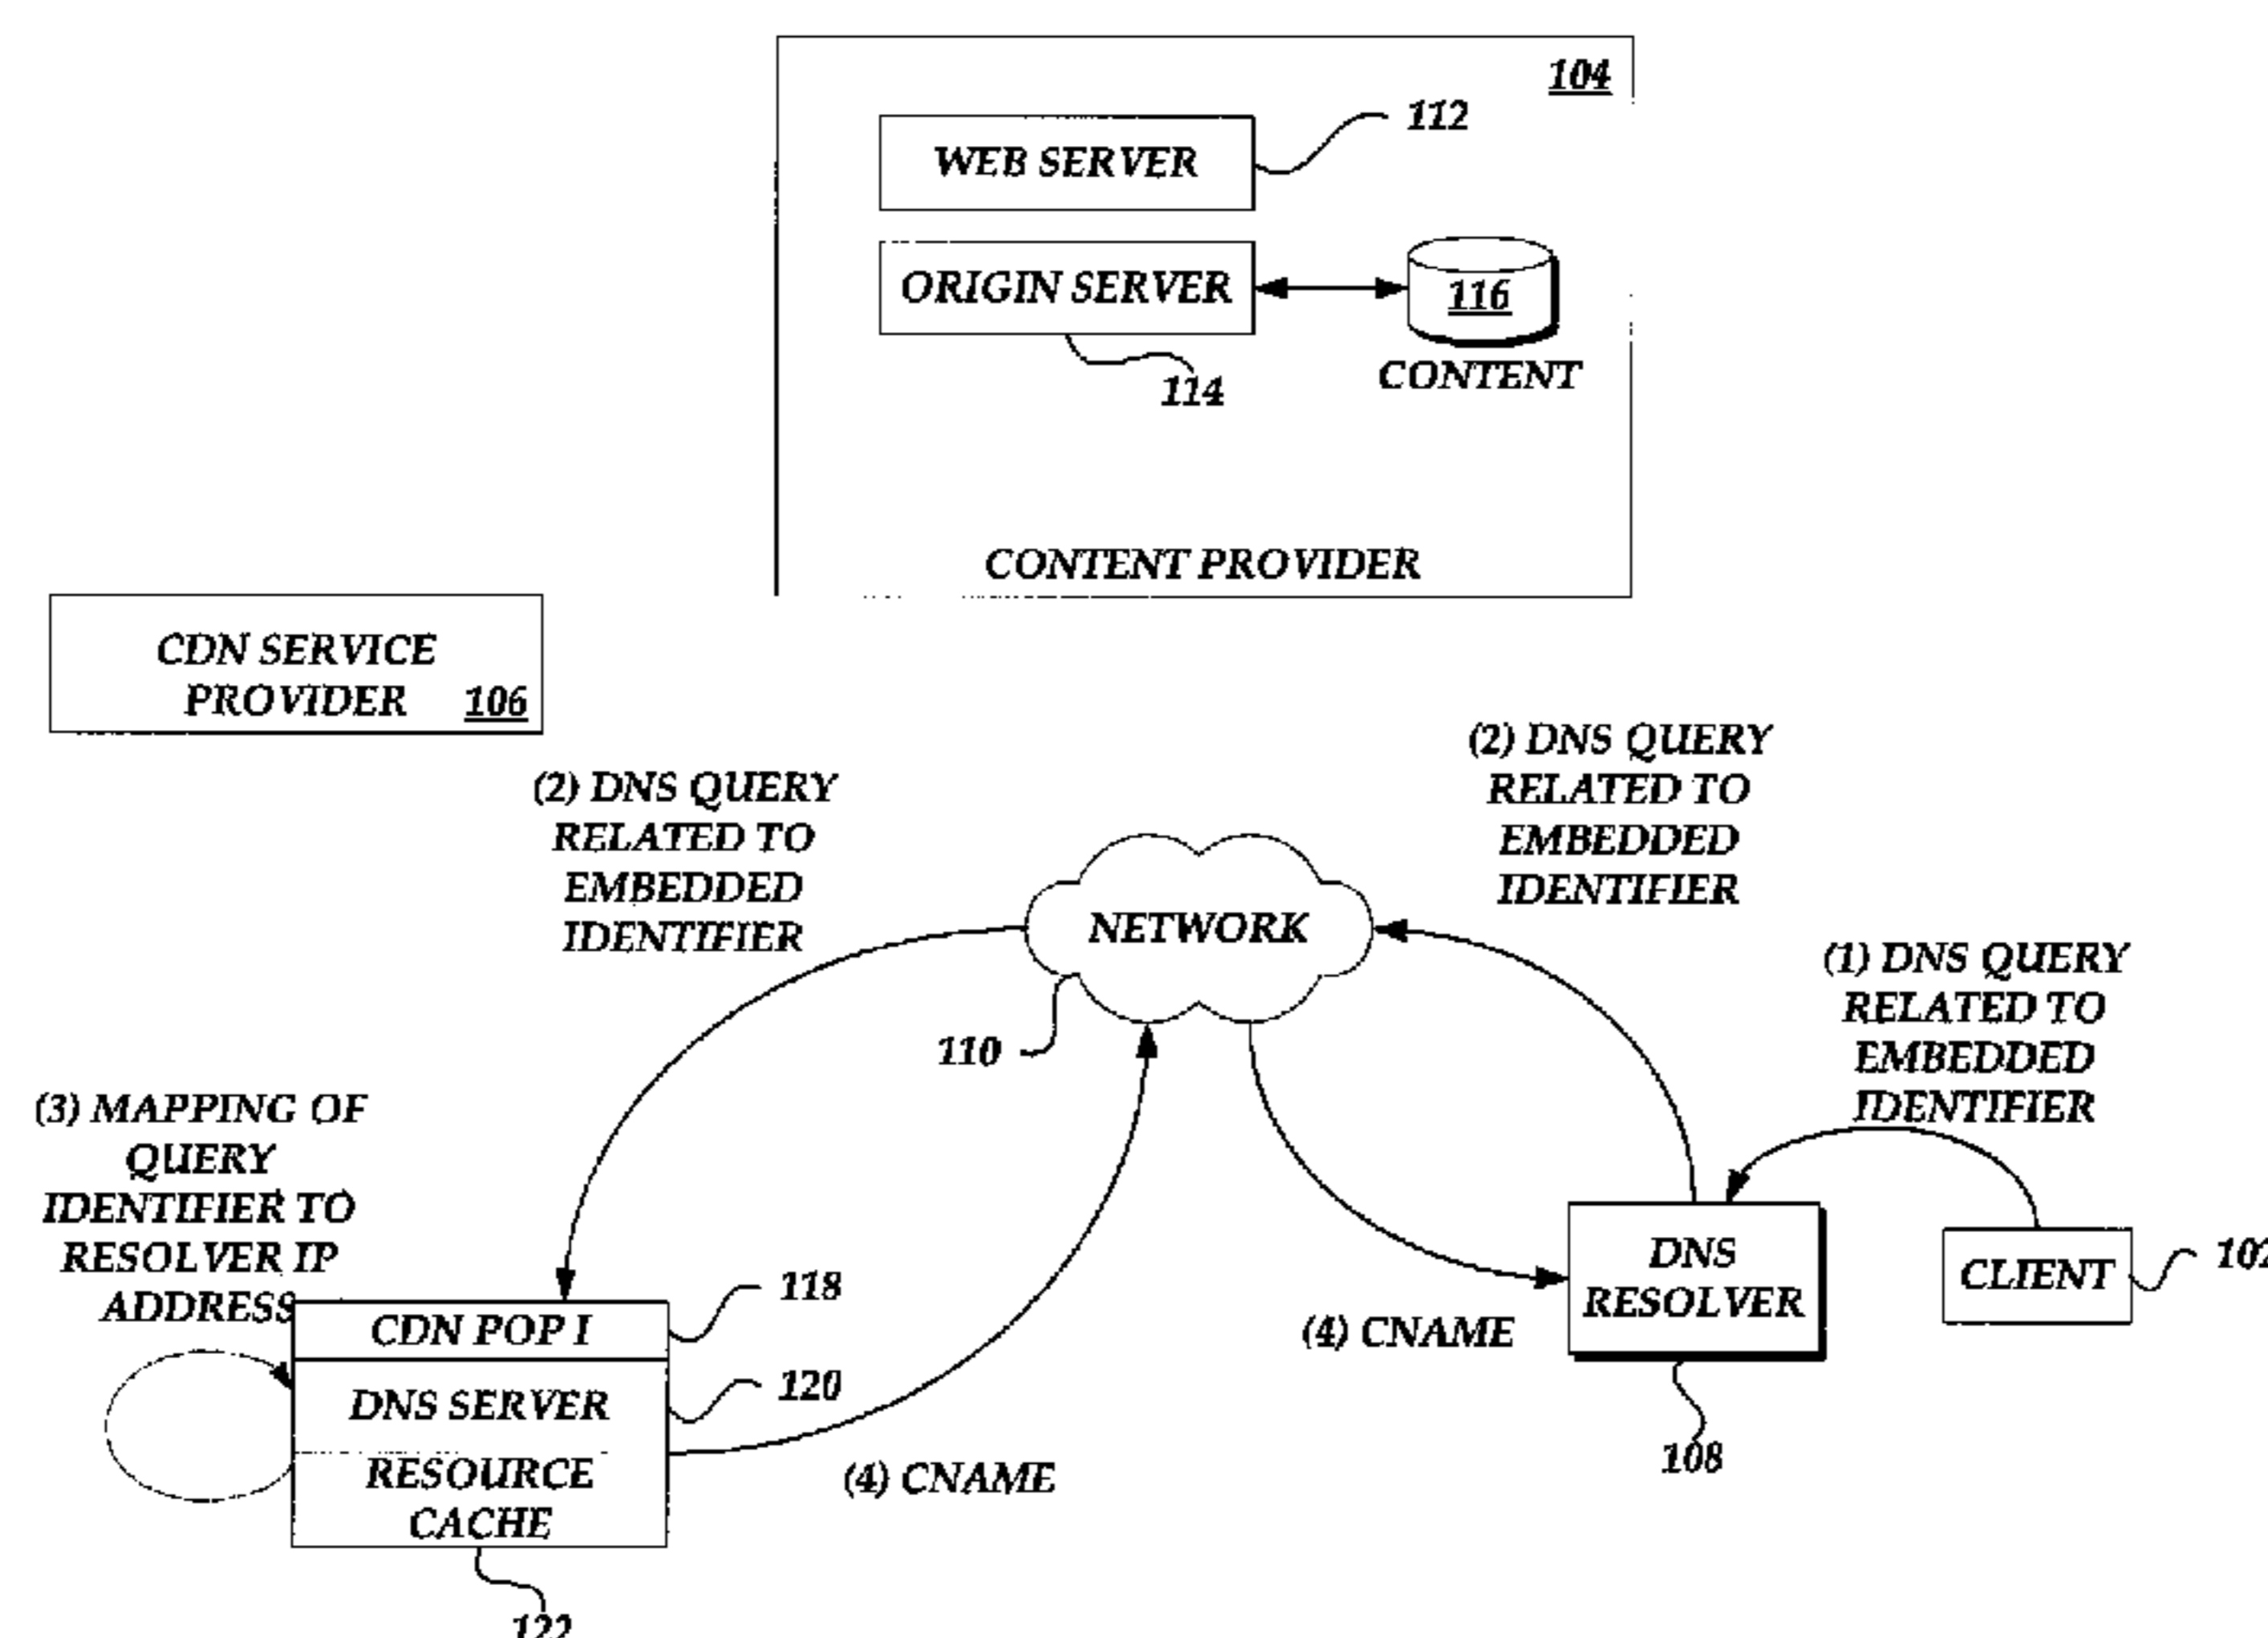 104
112
WEB SERVER
ORIGIN SERVER
116
CONTENT
114
CONTENT PROVIDER
CDN SERVICE
PROVIDER 106
(2) DNS QUERY
RELATED TO
EMBEDDED
IDENTIFIER
(2) DNS QUERY
RELATED TO
EMBEDDED
IDENTIFIER
NETWORK
110
(1) DNS QUERY
RELATED TO
EMBEDDED
IDENTIFIER
(3) MAPPING OF
QUERY
IDENTIFIER TO
RESOLVER IP
ADDRESS
CDN POP I
118
DNS SERVER
120
RESOURCE
CACHE
122
(4) CNAME
(4) CNAME
DNS
RESOLVER
108
CLIENT
102